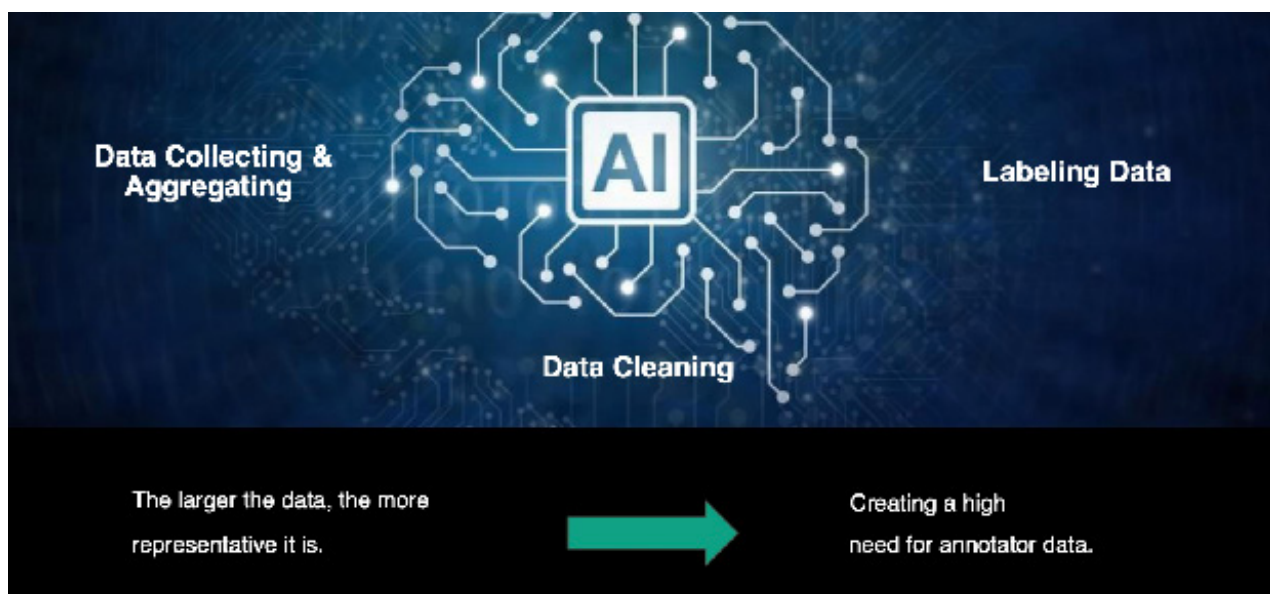 Data Collecting &
Aggregating
AI
Labeling Data
Data Cleaning
The larger the data, the more
representative it is.
Creating a high
need for annotator data.